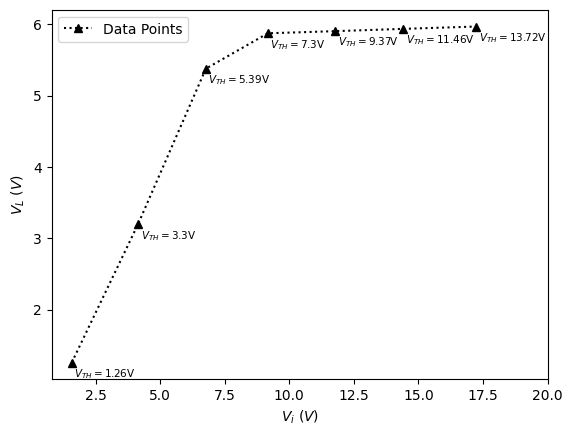 6
5
4
3
2
V_L (V)
Data Points
V_TH = 1.26V
V_TH = 3.3V
V_TH = 5.39V
V_TH = 7.3V
V_TH = 9.37V
V_TH = 11.46V
V_TH = 13.72V
2.5 5.0 7.5 10.0 12.5 15.0 17.5 20.0
V_i (V)